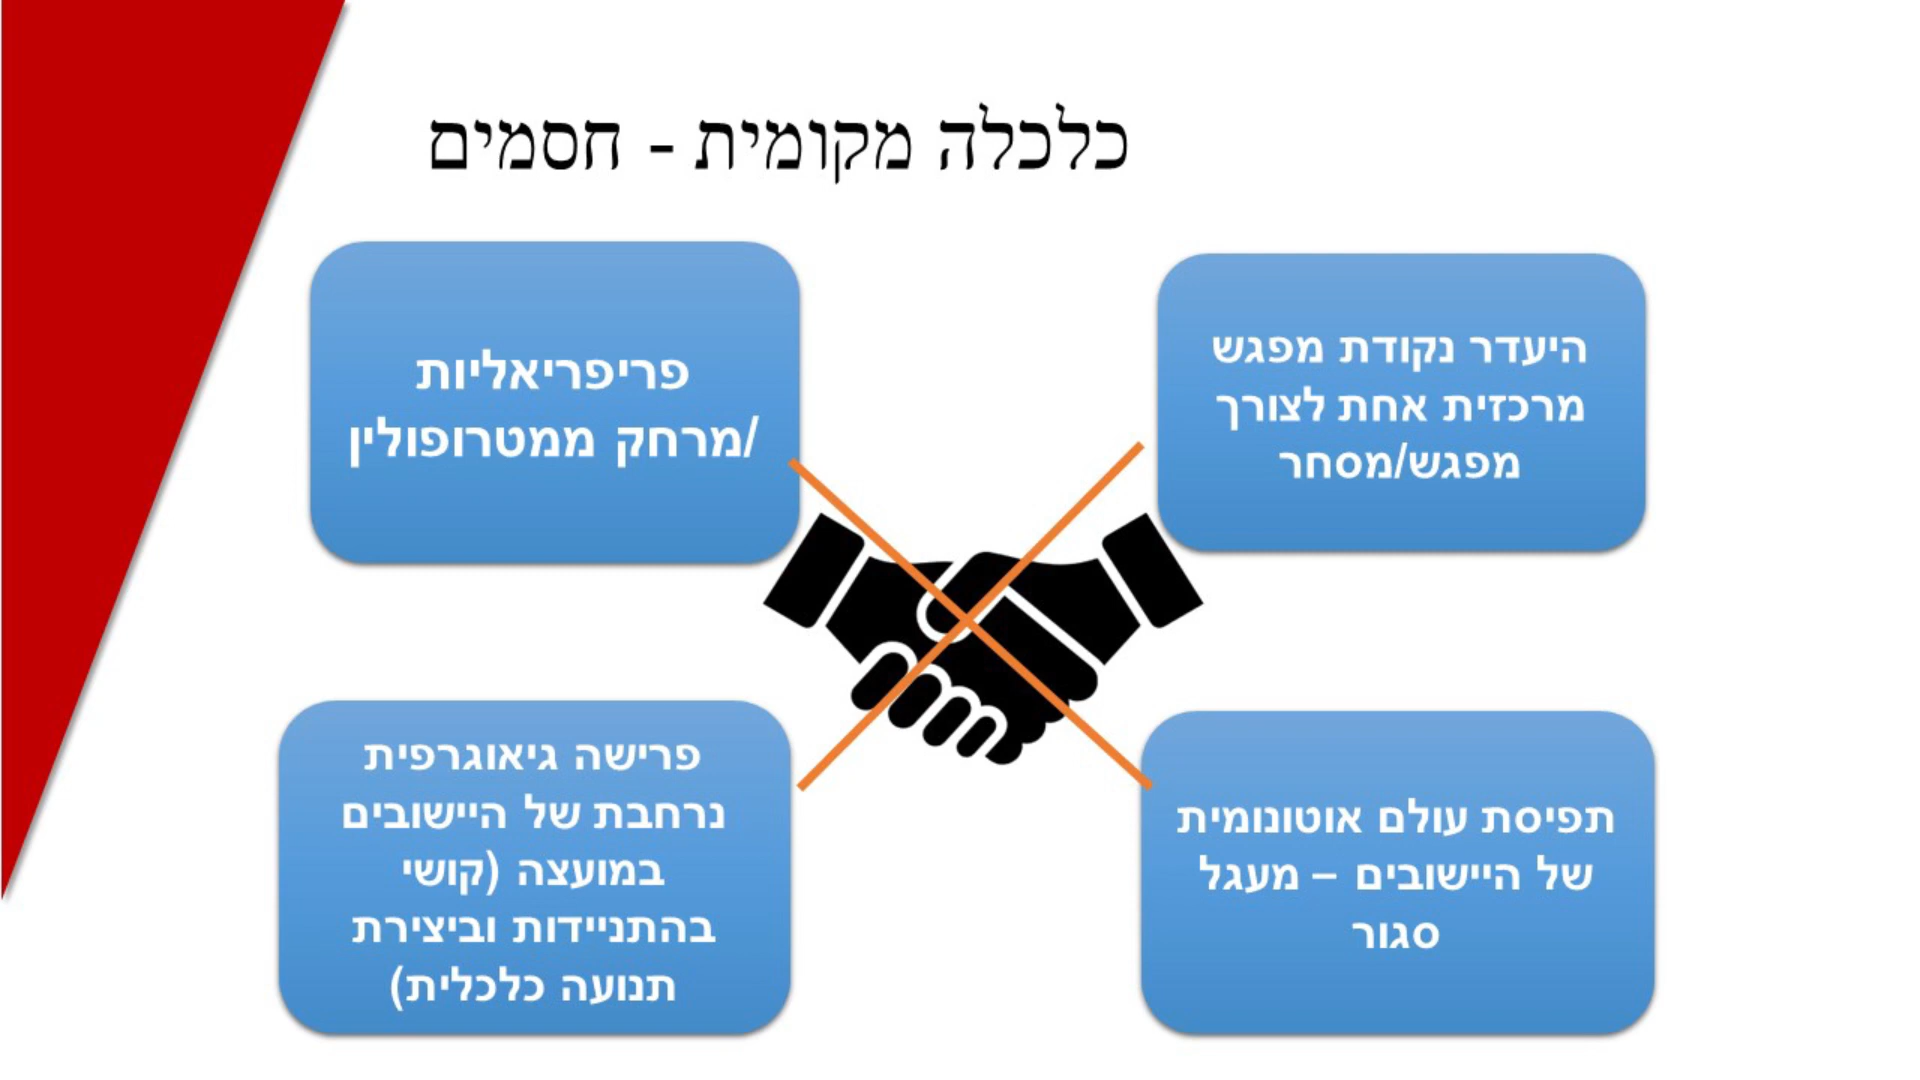 כלכלה מקומית - חסמים
היעדר נקודת מפגש
מרכזית אחת לצורך
מפגש/מסחר
פריפריאליות
/מרחק ממטרופולין
תפיסת עולם אוטונומית
של היישובים – מעגל
סגור
פרישה גיאוגרפית
נרחבת של היישובים
במועצה (קושי
בהתניידות וביצירת
תנועה כלכלית)